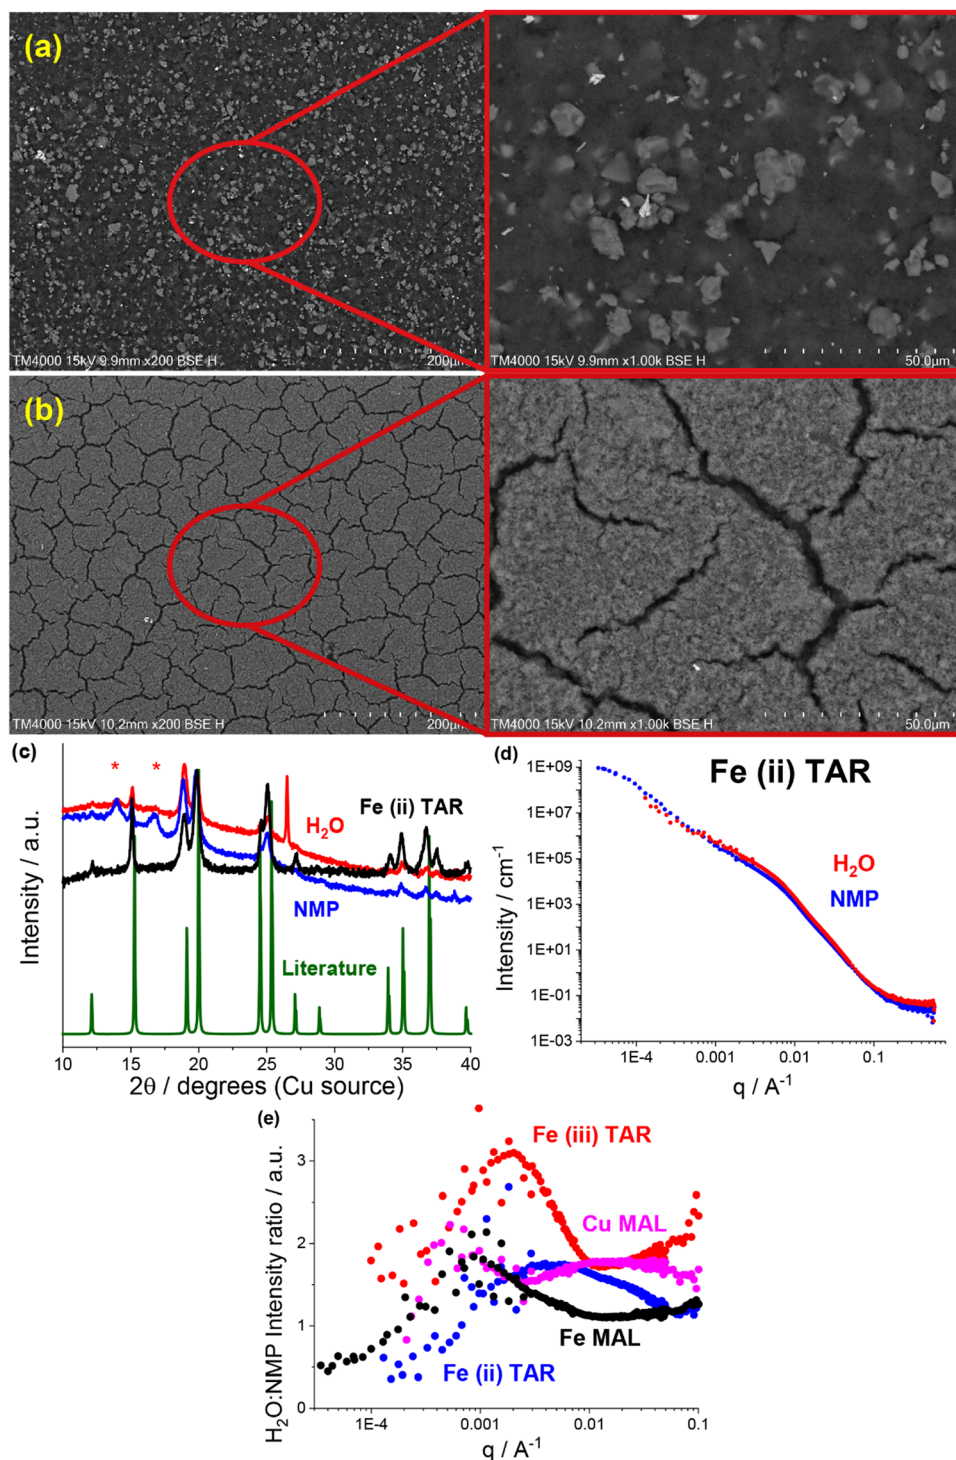 (a)
TM4000 15kV 9.9mm x200 BSE H 200µm
TM4000 15kV 9.9mm x1.00k BSE H 50.0µm
(b)
TM4000 15kV 10.2mm x200 BSE H 200µm
TM4000 15kV 10.2mm x1.00k BSE H 50.0µm
(c)
* *
Fe (ii) TAR
H₂O
NMP
Literature
Intensity / a.u.
10 15 20 25 30 35 40
2θ / degrees (Cu source)
(d)
Fe (ii) TAR
H₂O
NMP
Intensity / cm⁻¹
1E+09
1E+07
1E+05
1E+03
1E+01
1E-01
1E-03
1E-4 0.001 0.01 0.1
q / A⁻¹
(e)
Fe (iii) TAR
Cu MAL
Fe MAL
Fe (ii) TAR
H₂O:NMP Intensity ratio / a.u.
3
2
1
0
1E-4 0.001 0.01 0.1
q / A⁻¹